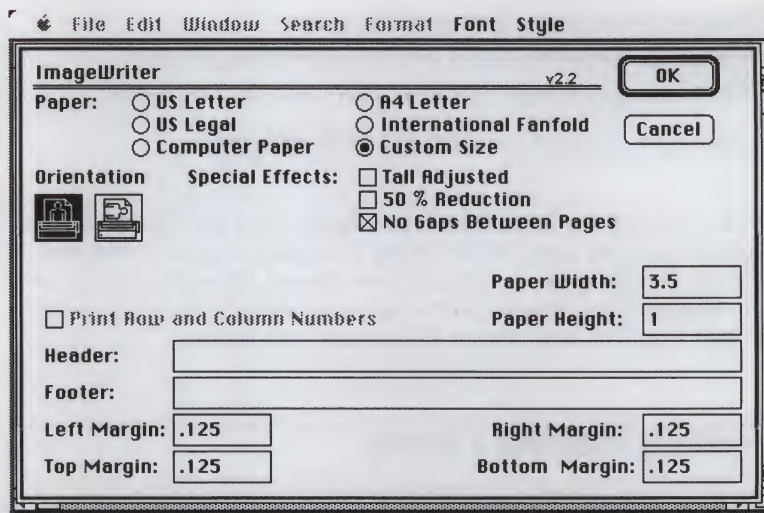 File Edit Window Search Format Font Style
ImageWriter v2.2 OK
Paper: US Letter A4 Letter
US Legal International Fanfold Cancel
Computer Paper Custom Size
Orientation Special Effects: Tall Adjusted
50 % Reduction
No Gaps Between Pages
Paper Width: 3.5
Print Row and Column Numbers Paper Height: 1
Header:
Footer:
Left Margin: .125 Right Margin: .125
Top Margin: .125 Bottom Margin: .125